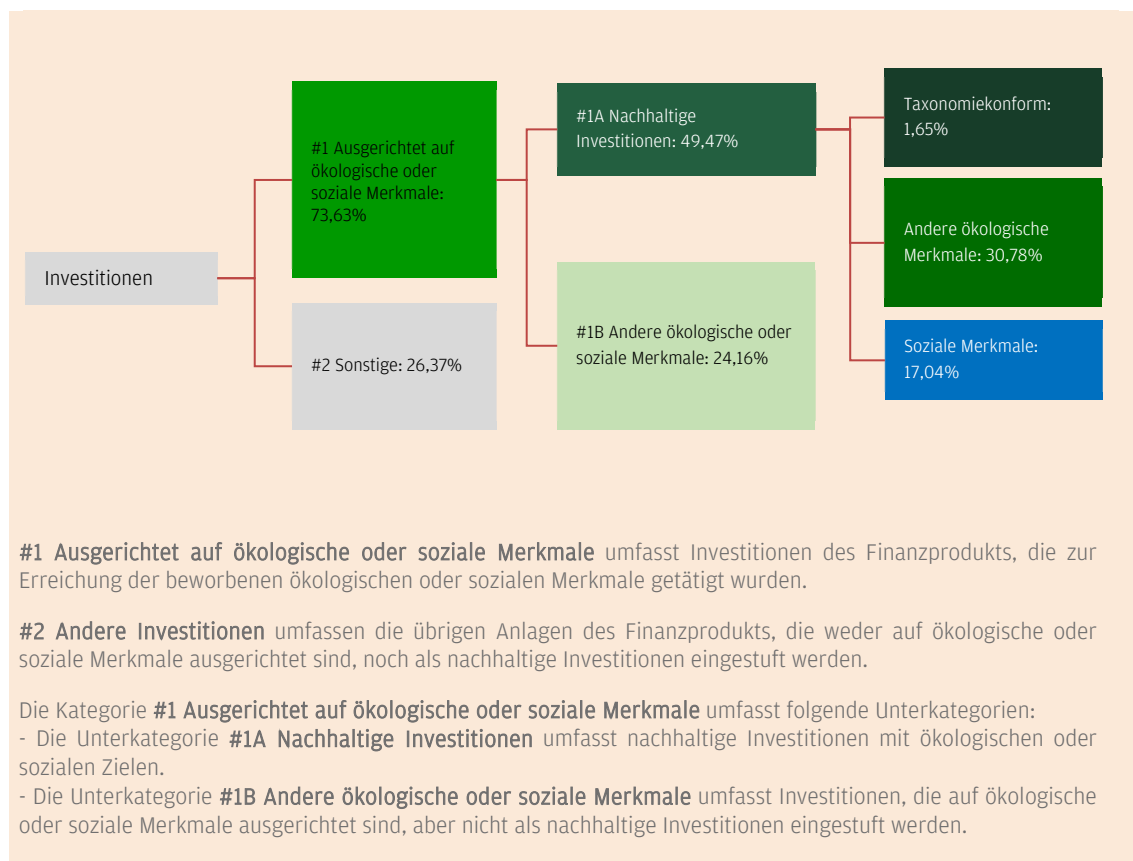 Investitionen
#1 Ausgerichtet auf
ökologische oder
soziale Merkmale:
73,63%
#2 Sonstige: 26,37%
#1A Nachhaltige
Investitionen: 49,47%
#1B Andere ökologische oder
soziale Merkmale: 24,16%
Taxonomiekonform:
1,65%
Andere ökologische
Merkmale: 30,78%
Soziale Merkmale:
17,04%
#1 Ausgerichtet auf ökologische oder soziale Merkmale umfasst Investitionen des Finanzprodukts, die zur
Erreichung der beworbenen ökologischen oder sozialen Merkmale getätigt wurden.
#2 Andere Investitionen umfassen die übrigen Anlagen des Finanzprodukts, die weder auf ökologische oder
soziale Merkmale ausgerichtet sind, noch als nachhaltige Investitionen eingestuft werden.
Die Kategorie #1 Ausgerichtet auf ökologische oder soziale Merkmale umfasst folgende Unterkategorien:
- Die Unterkategorie #1A Nachhaltige Investitionen umfasst nachhaltige Investitionen mit ökologischen oder
sozialen Zielen.
- Die Unterkategorie #1B Andere ökologische oder soziale Merkmale umfasst Investitionen, die auf ökologische
oder soziale Merkmale ausgerichtet sind, aber nicht als nachhaltige Investitionen eingestuft werden.